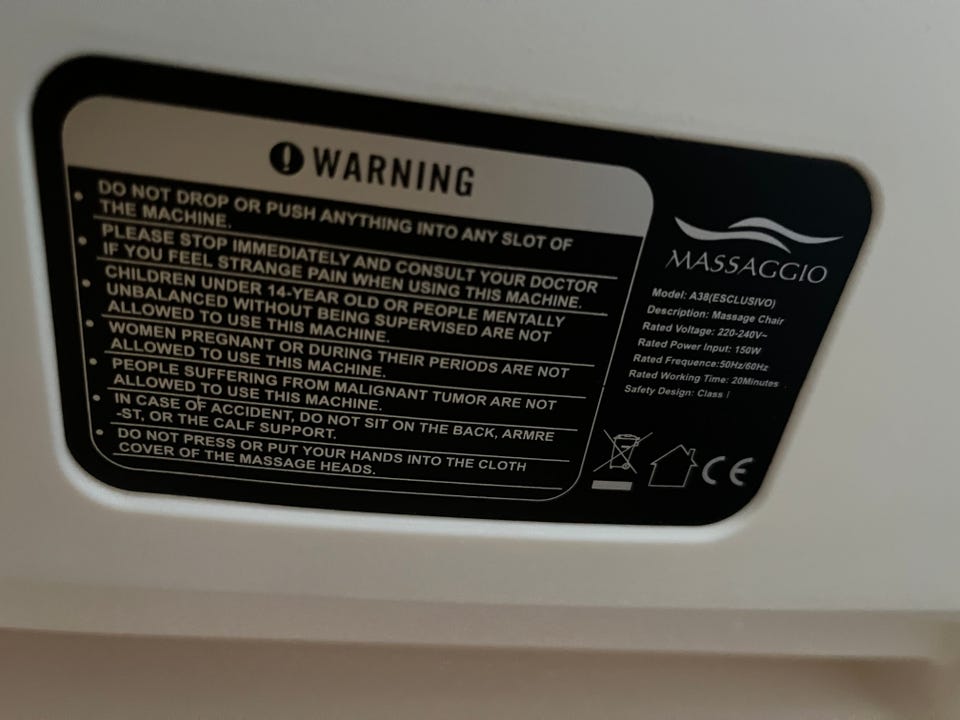 WARNING
• DO NOT DROP OR PUSH ANYTHING INTO ANY SLOT OF
THE MACHINE.
• PLEASE STOP IMMEDIATELY AND CONSULT YOUR DOCTOR
IF YOU FEEL STRANGE PAIN WHEN USING THIS MACHINE.
• CHILDREN UNDER 14-YEAR OLD OR PEOPLE MENTALLY
UNBALANCED WITHOUT BEING SUPERVISED ARE NOT
ALLOWED TO USE THIS MACHINE.
• WOMEN PREGNANT OR DURING THEIR PERIODS ARE NOT
ALLOWED TO USE THIS MACHINE.
• PEOPLE SUFFERING FROM MALIGNANT TUMOR ARE NOT
ALLOWED TO USE THIS MACHINE.
• IN CASE OF ACCIDENT, DO NOT SIT ON THE BACK, ARMRE
-ST, OR THE CALF SUPPORT.
• DO NOT PRESS OR PUT YOUR HANDS INTO THE CLOTH
COVER OF THE MASSAGE HEADS.
MASSAGGIO
Model: A38(ESCLUSIVO)
Description: Massage Chair
Rated Voltage: 220-240V~
Rated Power Input: 150W
Rated Frequence:50Hz/60Hz
Rated Working Time: 20Minutes
Safety Design: Class I
CE